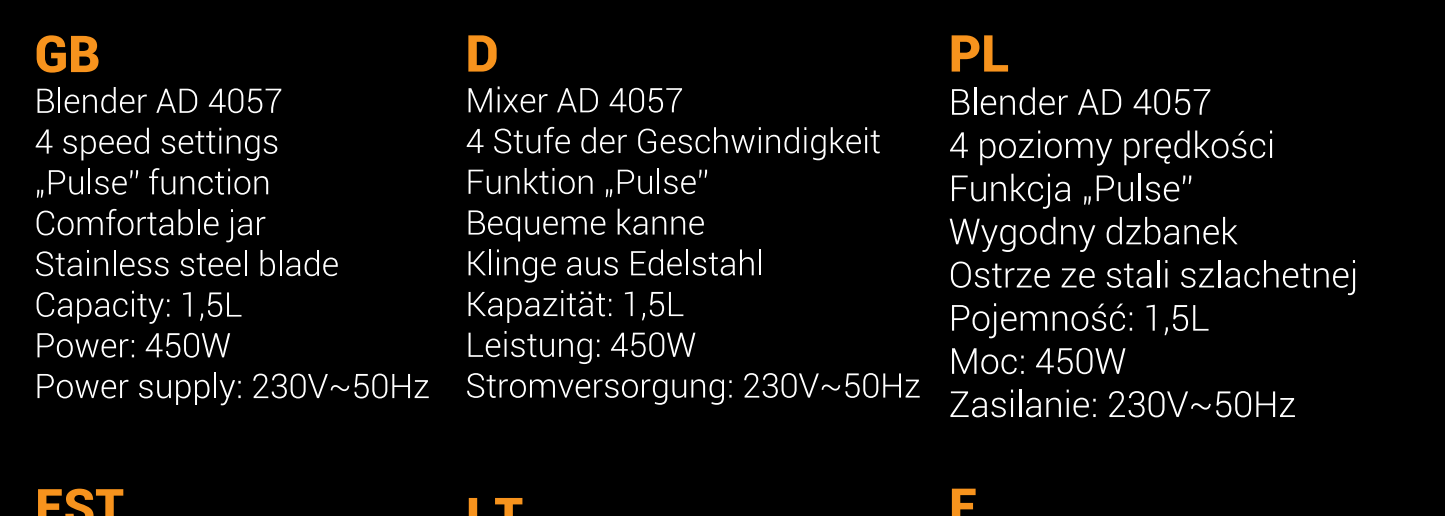 GB
Blender AD 4057
4 speed settings
„Pulse" function
Comfortable jar
Stainless steel blade
Capacity: 1,5L
Power: 450W
Power supply: 230V~50Hz
D
Mixer AD 4057
4 Stufe der Geschwindigkeit
Funktion „Pulse"
Bequeme kanne
Klinge aus Edelstahl
Kapazität: 1,5L
Leistung: 450W
Stromversorgung: 230V~50Hz
PL
Blender AD 4057
4 poziomy prędkości
Funkcja „Pulse"
Wygodny dzbanek
Ostrze ze stali szlachetnej
Pojemność: 1,5L
Moc: 450W
Zasilanie: 230V~50Hz
EST
LT